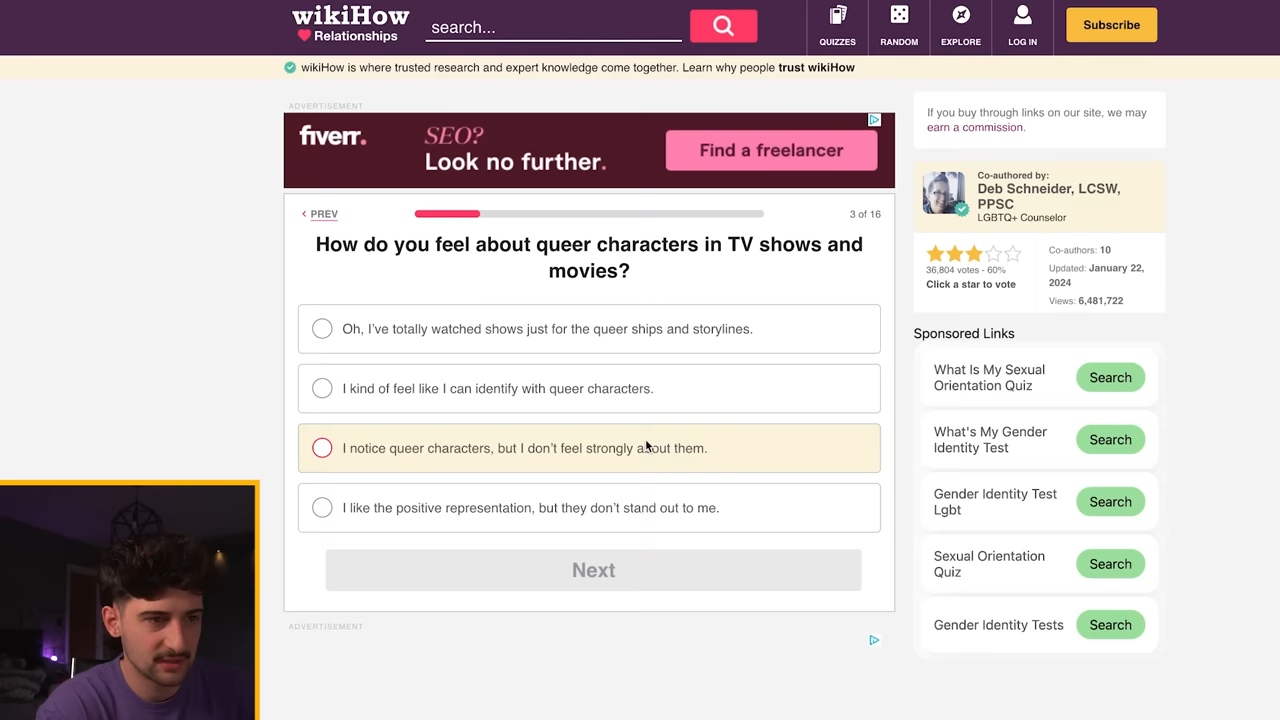 wikiHow
Relationships
search...
QUIZZES
RANDOM
EXPLORE
LOG IN
Subscribe
wikiHow is where trusted research and expert knowledge come together. Learn why people trust wikiHow
ADVERTISEMENT
fiverr.
SEO?
Look no further.
Find a freelancer
PREV
3 of 16
How do you feel about queer characters in TV shows and
movies?
Oh, I've totally watched shows just for the queer ships and storylines.
I kind of feel like I can identify with queer characters.
I notice queer characters, but I don't feel strongly about them.
I like the positive representation, but they don't stand out to me.
Next
ADVERTISEMENT
If you buy through links on our site, we may
earn a commission.
Co-authored by:
Deb Schneider, LCSW,
PPSC
LGBTQ+ Counselor
36,804 votes - 60%
Click a star to vote
Co-authors: 10
Updated: January 22,
2024
Views: 6,481,722
Sponsored Links
What Is My Sexual
Orientation Quiz
Search
What's My Gender
Identity Test
Search
Gender Identity Test
Lgbt
Search
Sexual Orientation
Quiz
Search
Gender Identity Tests
Search